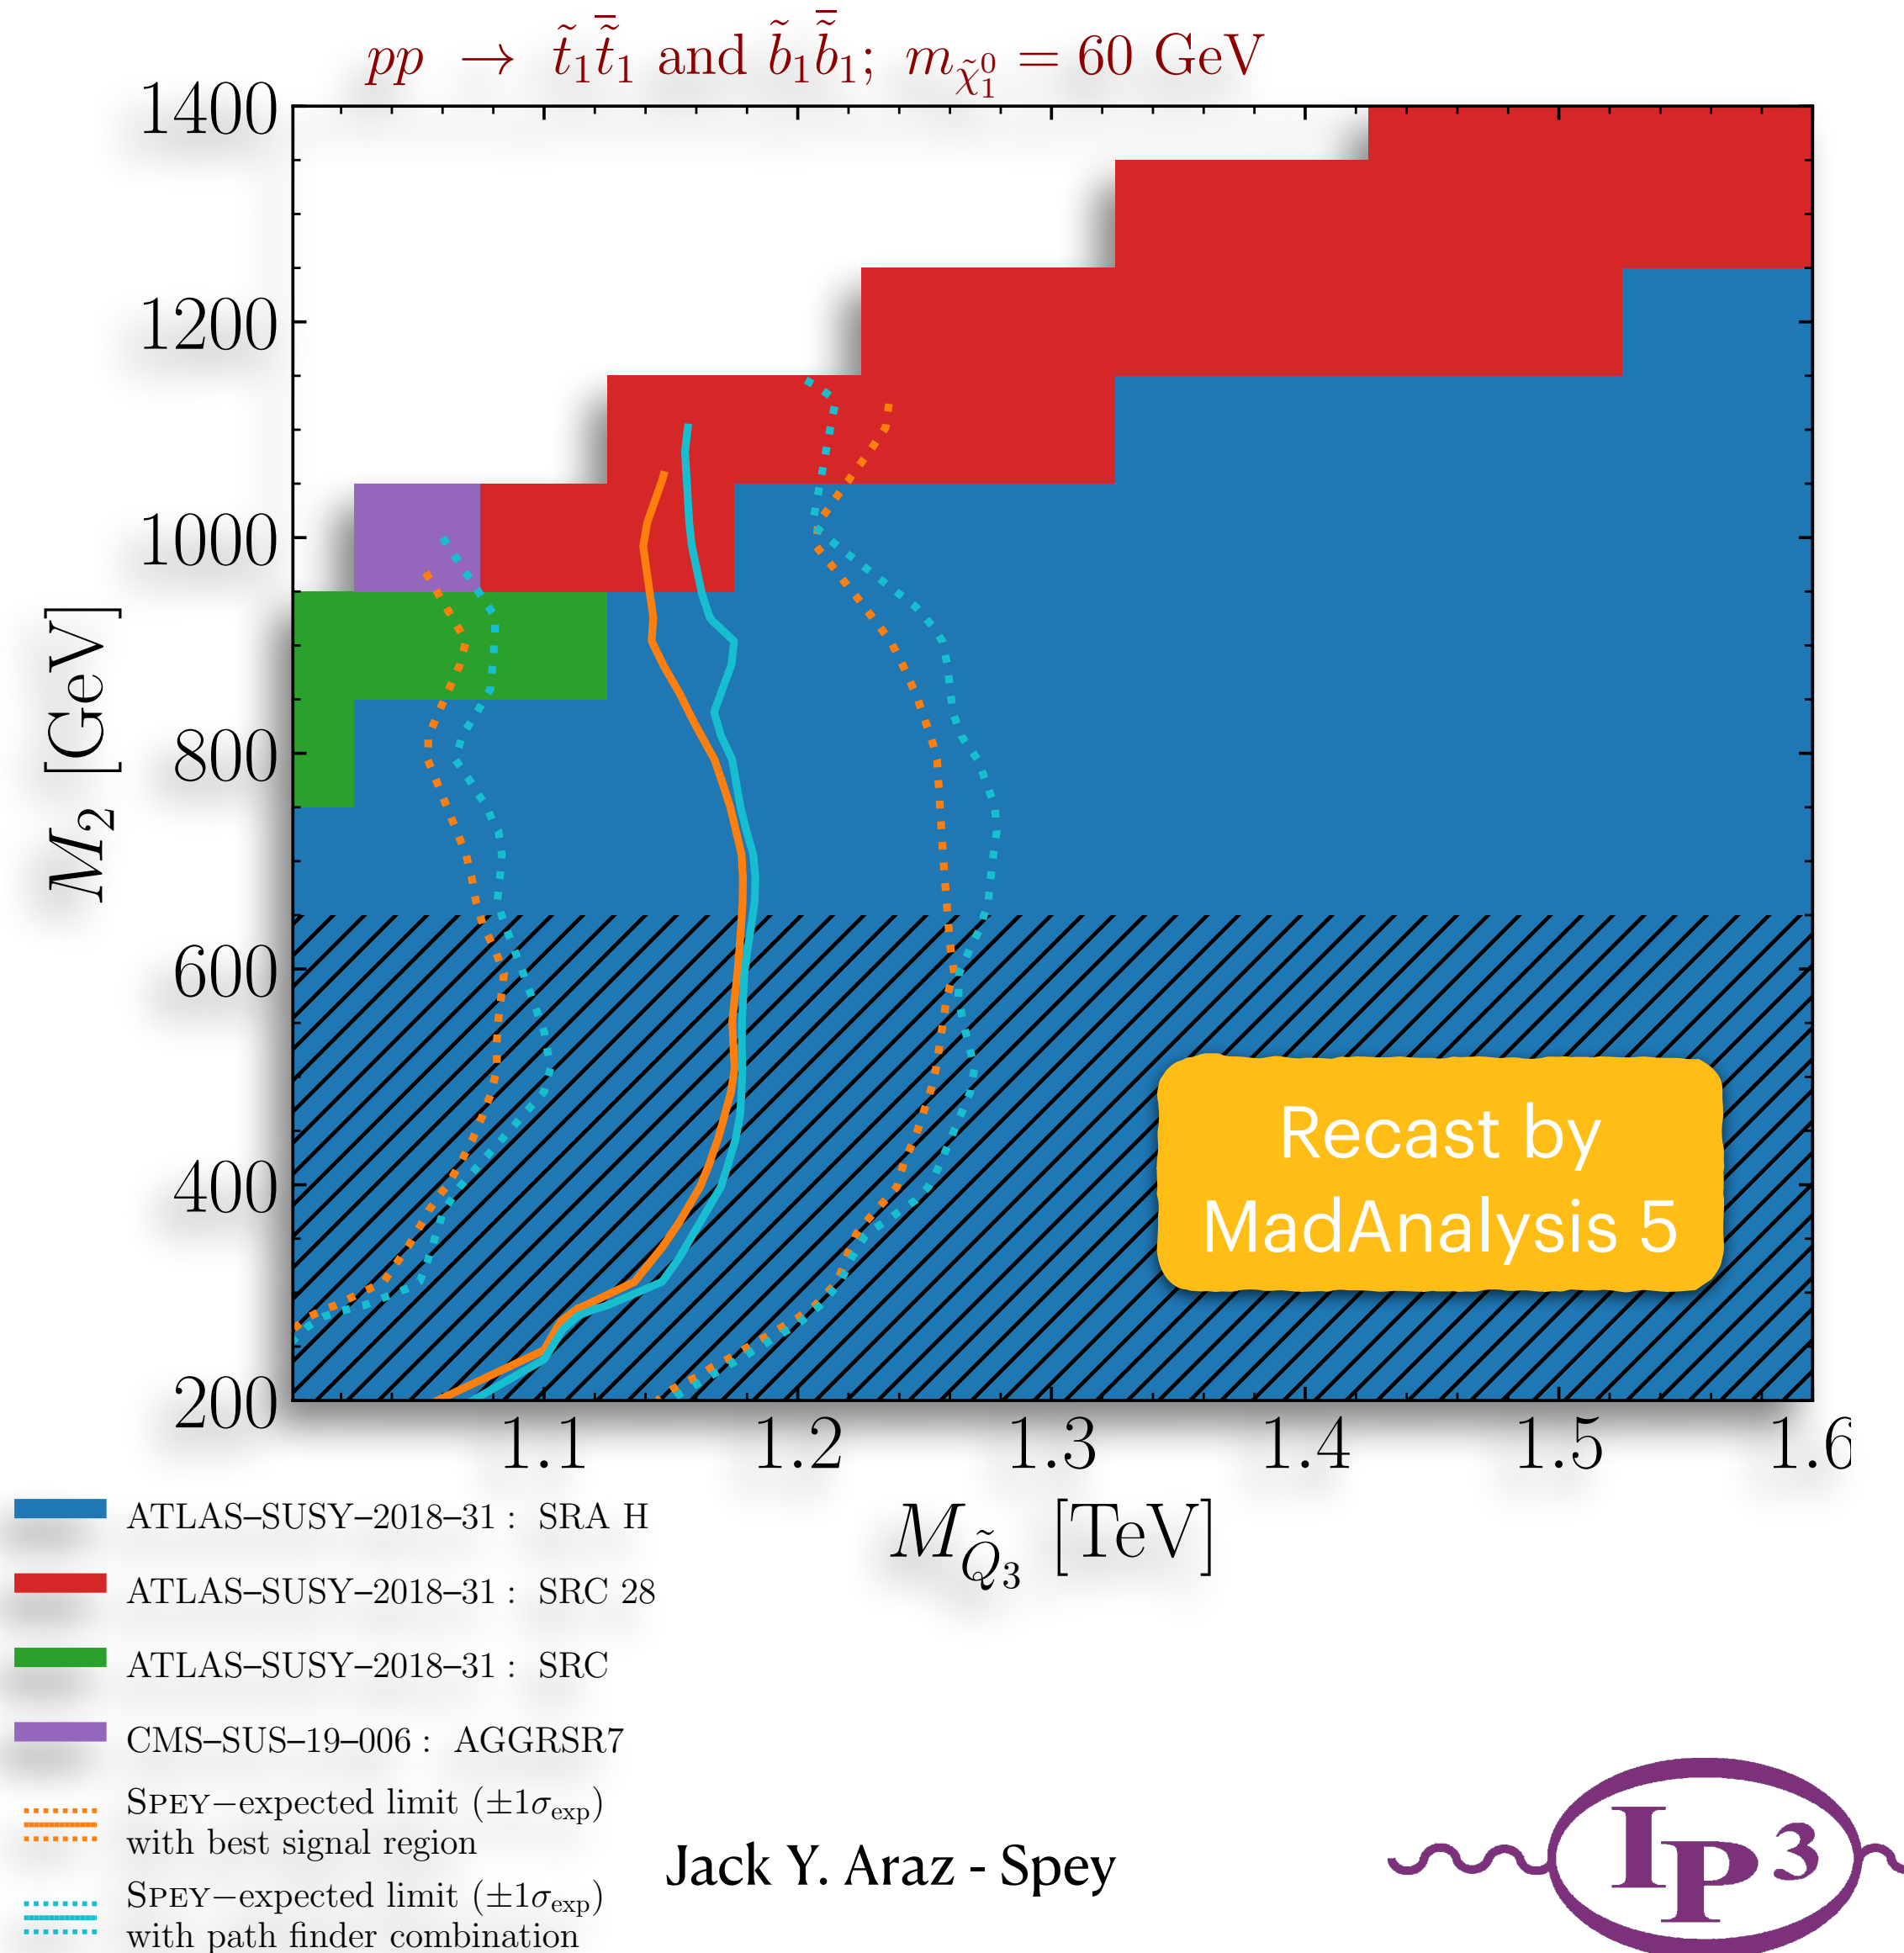 pp → t̃₁t̃̄₁ and b̃₁b̃̄₁; m_χ̃₁⁰ = 60 GeV
1400
1200
1000
800
600
400
200
M₂ [GeV]
Recast by
MadAnalysis 5
1.1 1.2 1.3 1.4 1.5 1.6
M_Q̃₃ [TeV]
ATLAS–SUSY–2018–31 : SRA H
ATLAS–SUSY–2018–31 : SRC 28
ATLAS–SUSY–2018–31 : SRC
CMS–SUS–19–006 : AGGRSR7
SPEY−expected limit (±1σ_exp)
with best signal region
SPEY−expected limit (±1σ_exp)
with path finder combination
Jack Y. Araz - Spey
IP3